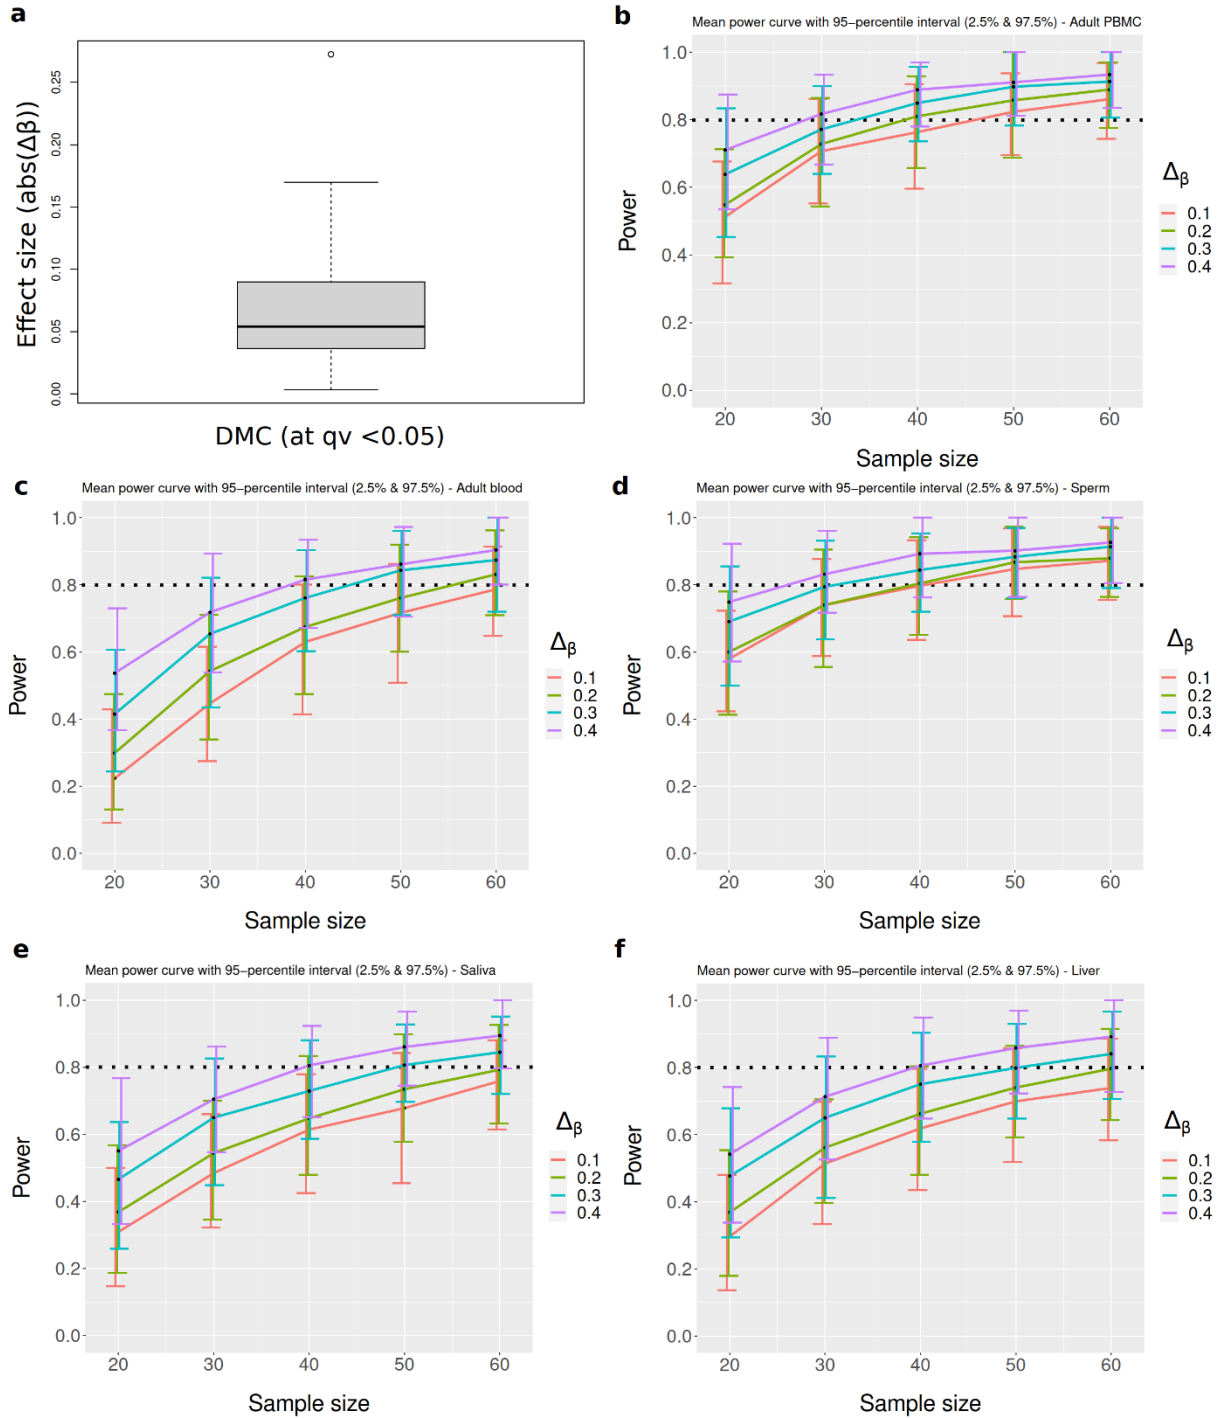 a
Effect size (abs(Δβ))
0.25
0.20
0.15
0.10
0.05
0.00
DMC (at qv <0.05)
b
Mean power curve with 95−percentile interval (2.5% & 97.5%) - Adult PBMC
Power
1.0
0.8
0.6
0.4
0.2
0.0
20 30 40 50 60
Sample size
Δβ
0.1
0.2
0.3
0.4
c
Mean power curve with 95−percentile interval (2.5% & 97.5%) - Adult blood
Power
1.0
0.8
0.6
0.4
0.2
0.0
20 30 40 50 60
Sample size
Δβ
0.1
0.2
0.3
0.4
d
Mean power curve with 95−percentile interval (2.5% & 97.5%) - Sperm
Power
1.0
0.8
0.6
0.4
0.2
0.0
20 30 40 50 60
Sample size
Δβ
0.1
0.2
0.3
0.4
e
Mean power curve with 95−percentile interval (2.5% & 97.5%) - Saliva
Power
1.0
0.8
0.6
0.4
0.2
0.0
20 30 40 50 60
Sample size
Δβ
0.1
0.2
0.3
0.4
f
Mean power curve with 95−percentile interval (2.5% & 97.5%) - Liver
Power
1.0
0.8
0.6
0.4
0.2
0.0
20 30 40 50 60
Sample size
Δβ
0.1
0.2
0.3
0.4